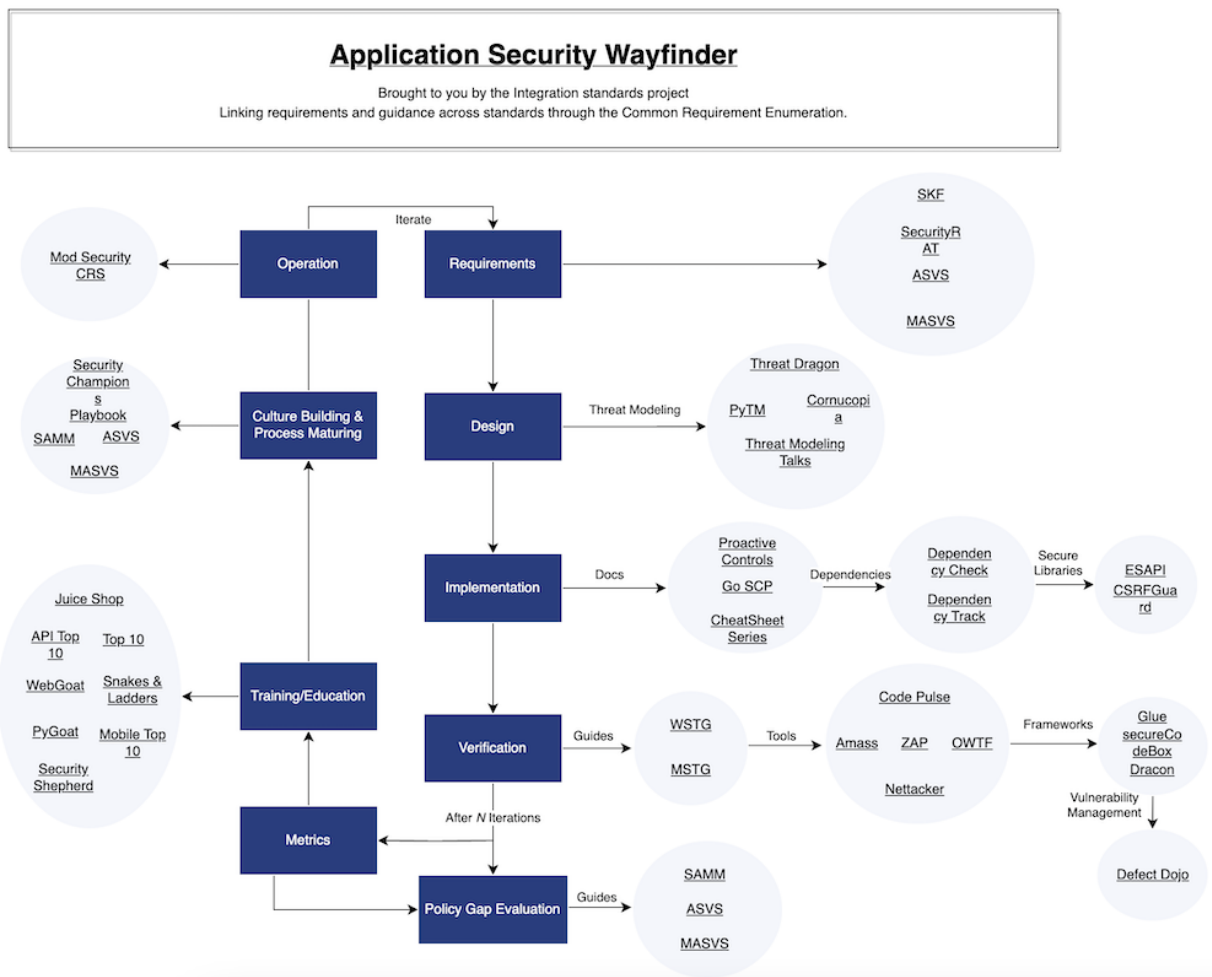 Application Security Wayfinder
Brought to you by the Integration standards project
Linking requirements and guidance across standards through the Common Requirement Enumeration.
Iterate
Mod Security
CRS
Operation
Requirements
SKF
SecurityR
AT
ASVS
MASVS
Security
Champion
s
Playbook
SAMM
ASVS
MASVS
Culture Building &
Process Maturing
Design
Threat Modeling
Threat Dragon
PyTM
Cornucopi
a
Threat Modeling
Talks
Implementation
Docs
Proactive
Controls
Go SCP
CheatSheet
Series
Dependencies
Dependen
cy Check
Dependen
cy Track
Secure
Libraries
ESAPI
CSRFGua
rd
Juice Shop
API Top
10
Top 10
WebGoat
Snakes &
Ladders
PyGoat
Mobile Top
10
Security
Shepherd
Training/Education
Verification
Guides
WSTG
MSTG
Tools
Code Pulse
Amass
ZAP
OWTF
Nettacker
Frameworks
Glue
secureCo
deBox
Dracon
Vulnerability
Management
Defect Dojo
After N Iterations
Metrics
Policy Gap Evaluation
Guides
SAMM
ASVS
MASVS